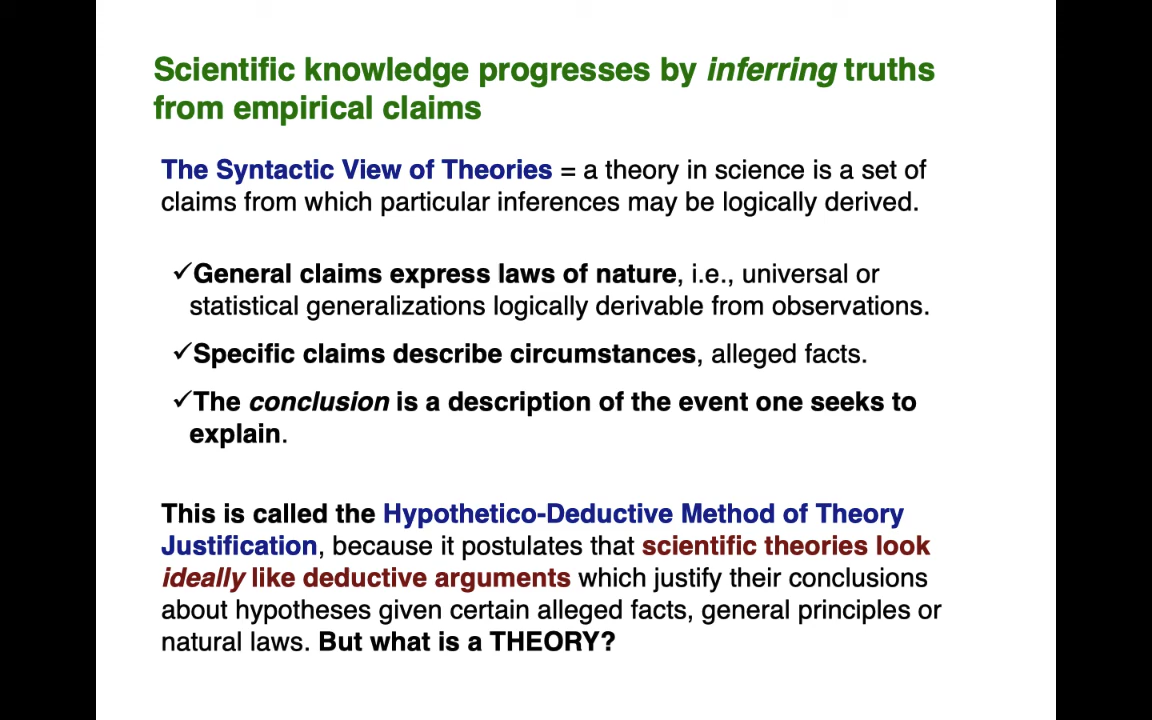 Scientific knowledge progresses by inferring truths
from empirical claims
The Syntactic View of Theories = a theory in science is a set of
claims from which particular inferences may be logically derived.
✓General claims express laws of nature, i.e., universal or
statistical generalizations logically derivable from observations.
✓Specific claims describe circumstances, alleged facts.
✓The conclusion is a description of the event one seeks to
explain.
This is called the Hypothetico-Deductive Method of Theory
Justification, because it postulates that scientific theories look
ideally like deductive arguments which justify their conclusions
about hypotheses given certain alleged facts, general principles or
natural laws. But what is a THEORY?